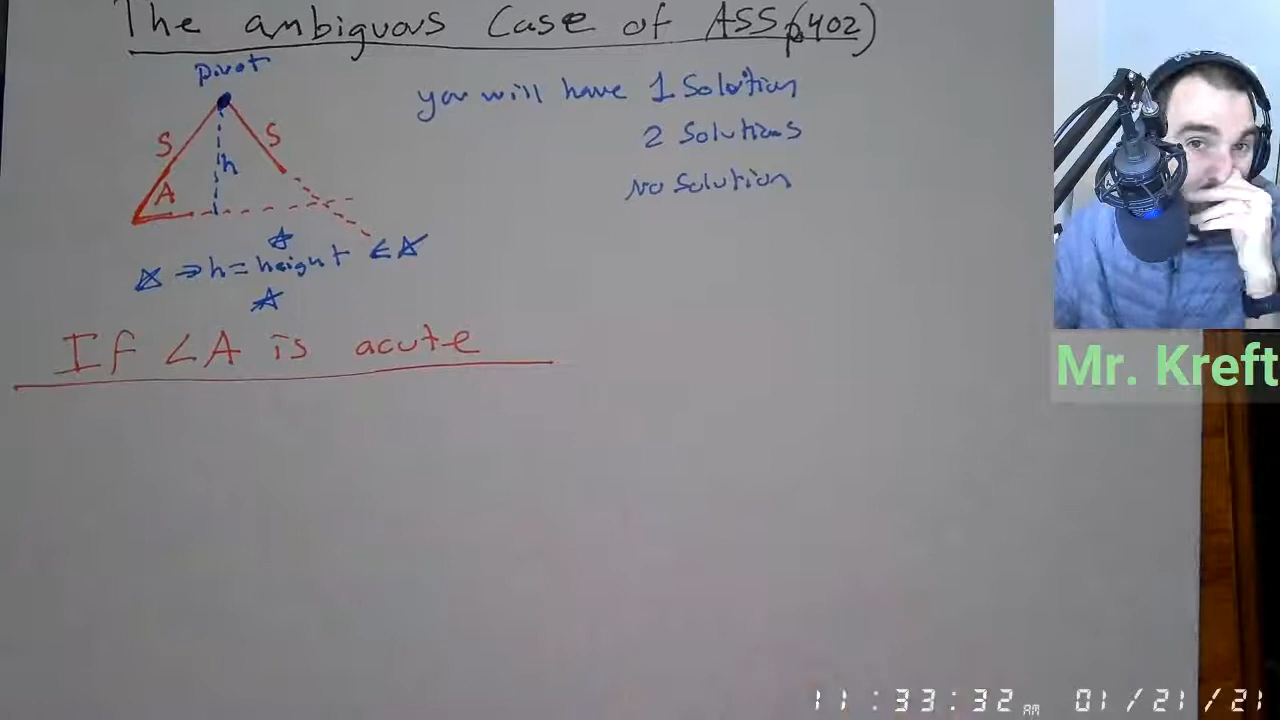 The ambiguous Case of ASS (p402)
pivot
you will have 1 Solution
2 Solutions
No Solution
S
S
h
A
⇒ h = height ←
If ∠A is acute
Mr. Kreft
11:33:32 AM 01/21/21